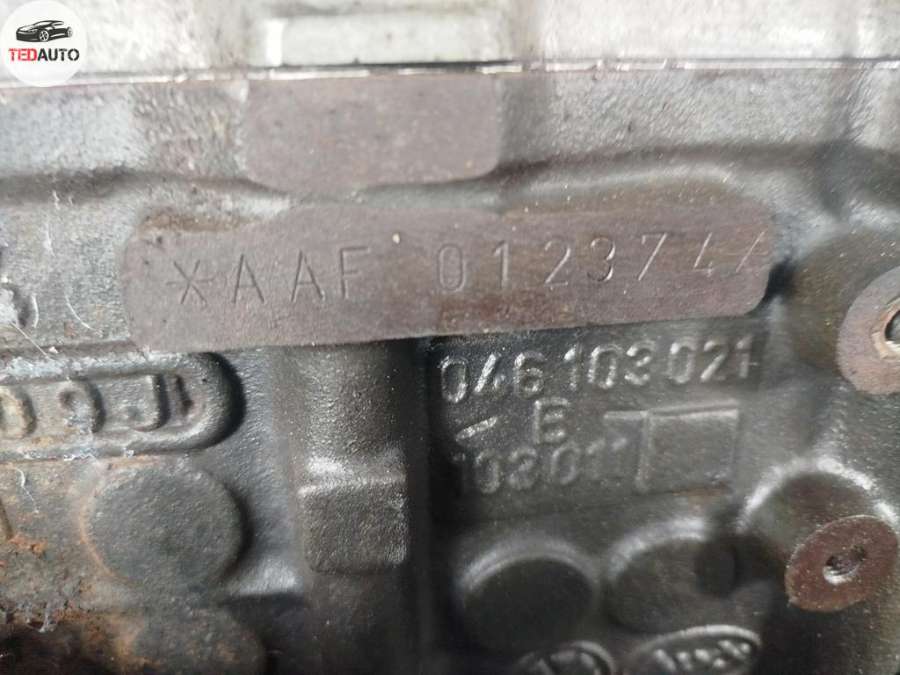 TEDAUTO
*AAF 012374
046 103 021
- E
103011